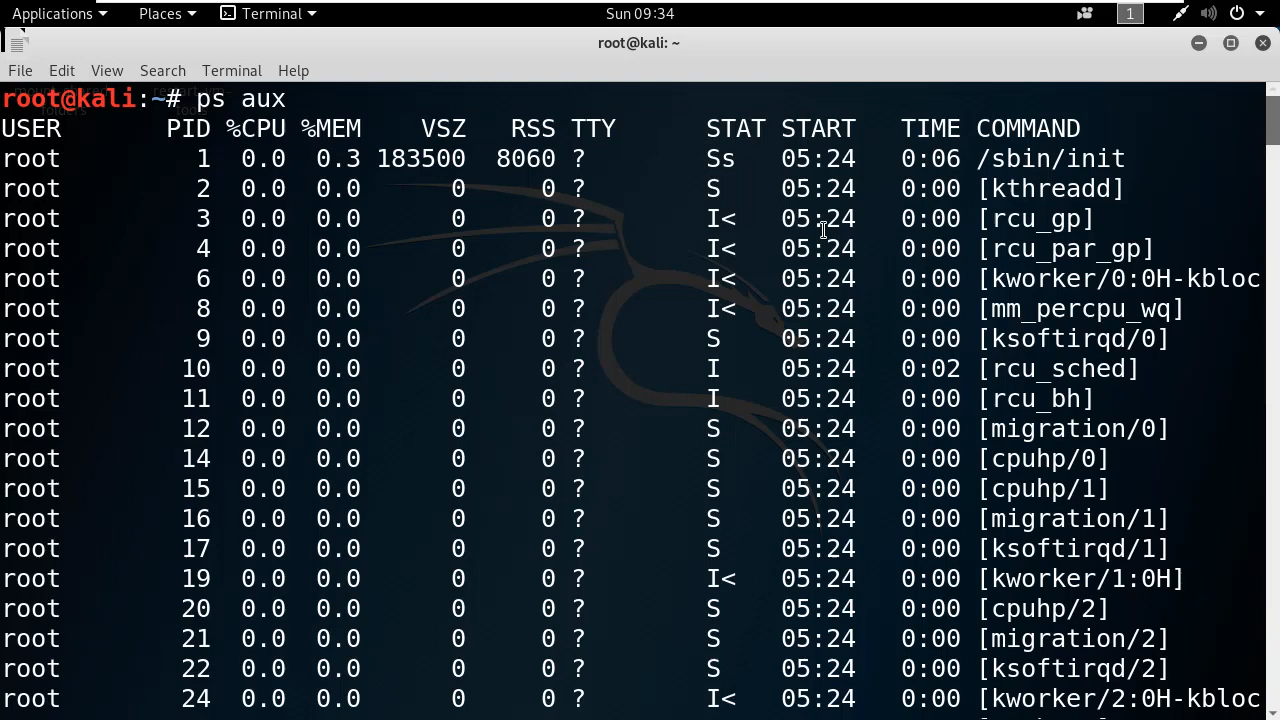 Applications Places Terminal Sun 09:34 1
root@kali: ~
File Edit View Search Terminal Help
root@kali:~# ps aux
USER PID %CPU %MEM VSZ RSS TTY STAT START TIME COMMAND
root 1 0.0 0.3 183500 8060 ? Ss 05:24 0:06 /sbin/init
root 2 0.0 0.0 0 0 ? S 05:24 0:00 [kthreadd]
root 3 0.0 0.0 0 0 ? I< 05:24 0:00 [rcu_gp]
root 4 0.0 0.0 0 0 ? I< 05:24 0:00 [rcu_par_gp]
root 6 0.0 0.0 0 0 ? I< 05:24 0:00 [kworker/0:0H-kbloc
root 8 0.0 0.0 0 0 ? I< 05:24 0:00 [mm_percpu_wq]
root 9 0.0 0.0 0 0 ? S 05:24 0:00 [ksoftirqd/0]
root 10 0.0 0.0 0 0 ? I 05:24 0:02 [rcu_sched]
root 11 0.0 0.0 0 0 ? I 05:24 0:00 [rcu_bh]
root 12 0.0 0.0 0 0 ? S 05:24 0:00 [migration/0]
root 14 0.0 0.0 0 0 ? S 05:24 0:00 [cpuhp/0]
root 15 0.0 0.0 0 0 ? S 05:24 0:00 [cpuhp/1]
root 16 0.0 0.0 0 0 ? S 05:24 0:00 [migration/1]
root 17 0.0 0.0 0 0 ? S 05:24 0:00 [ksoftirqd/1]
root 19 0.0 0.0 0 0 ? I< 05:24 0:00 [kworker/1:0H]
root 20 0.0 0.0 0 0 ? S 05:24 0:00 [cpuhp/2]
root 21 0.0 0.0 0 0 ? S 05:24 0:00 [migration/2]
root 22 0.0 0.0 0 0 ? S 05:24 0:00 [ksoftirqd/2]
root 24 0.0 0.0 0 0 ? I< 05:24 0:00 [kworker/2:0H-kbloc